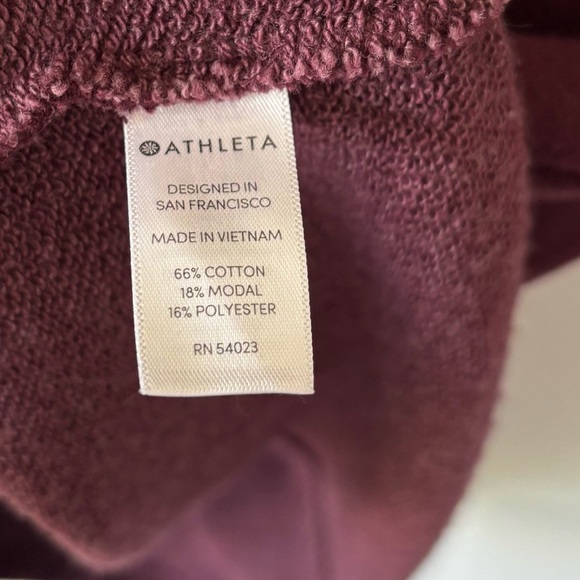 ATHLETA
DESIGNED IN
SAN FRANCISCO
MADE IN VIETNAM
66% COTTON
18% MODAL
16% POLYESTER
RN 54023